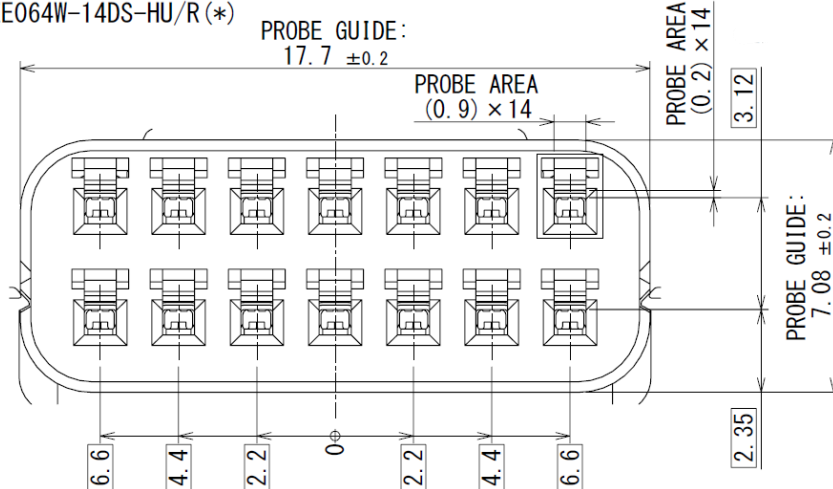 E064W-14DS-HU/R(*)
PROBE GUIDE:
17.7 ±0.2
PROBE AREA
(0.9)×14
PROBE AREA
(0.2)×14
3.12
PROBE GUIDE:
7.08 ±0.2
2.35
6.6
4.4
2.2
0
2.2
4.4
6.6